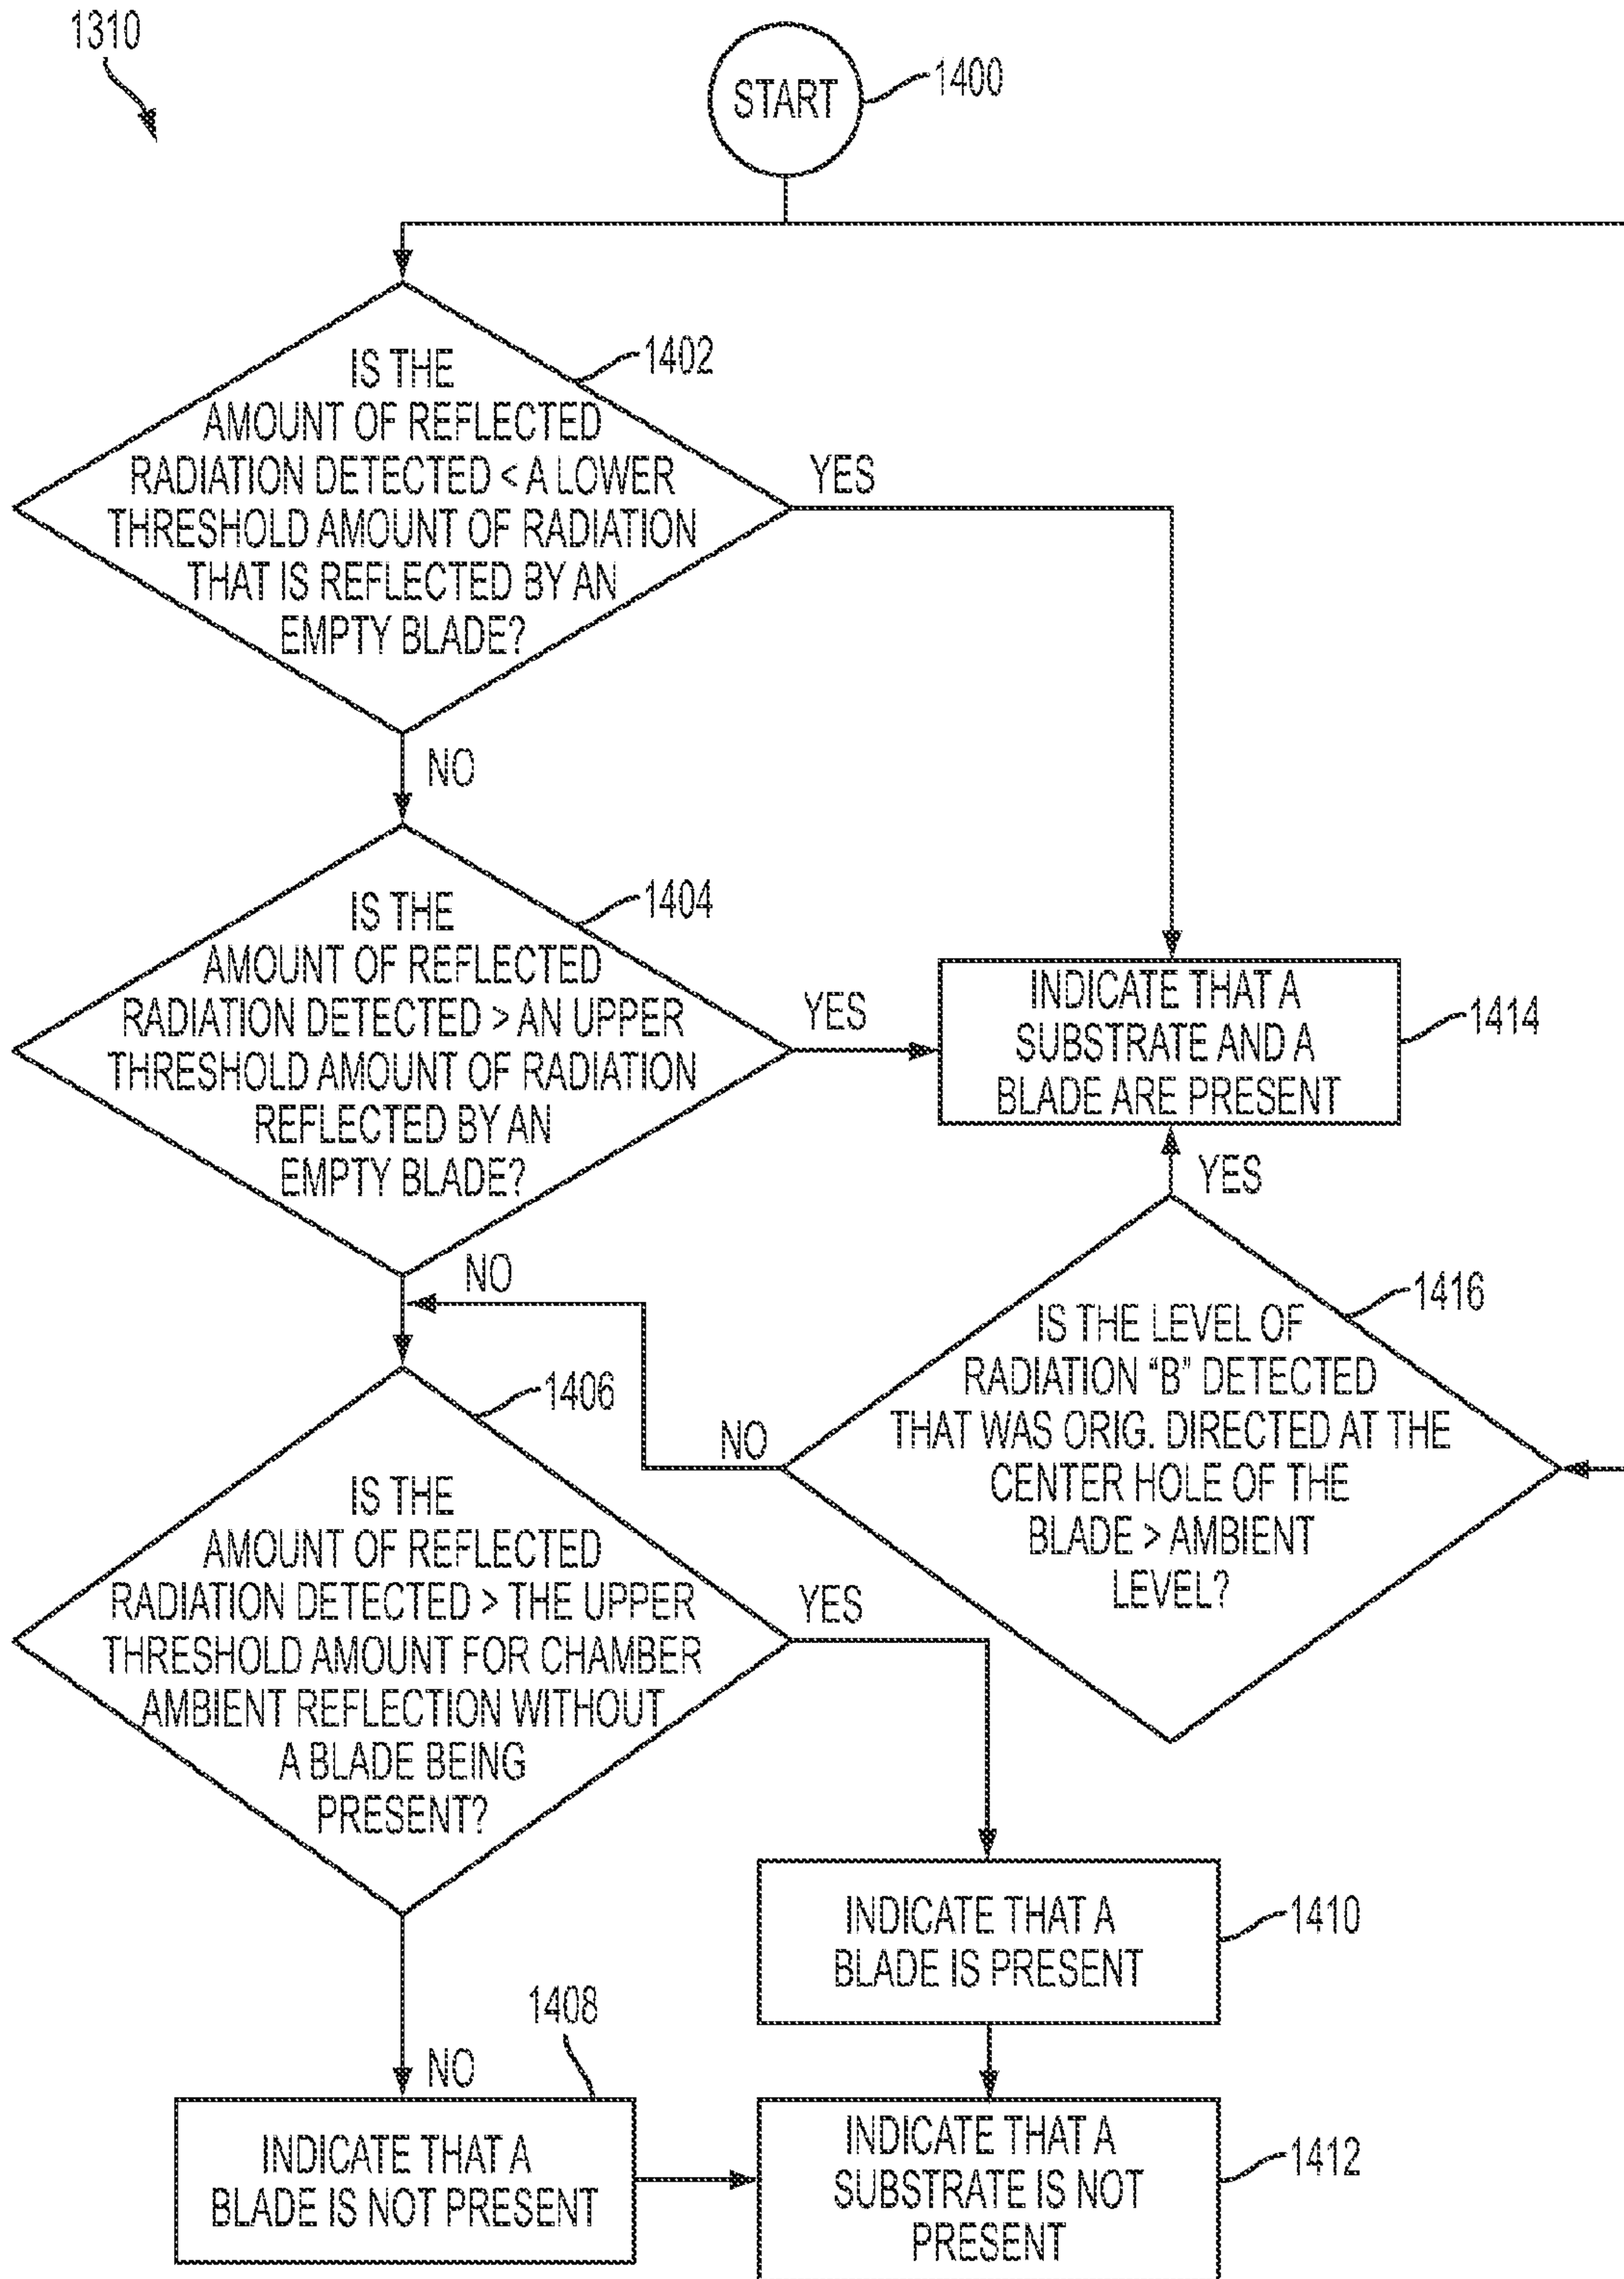 1310
START
1400
IS THE
AMOUNT OF REFLECTED
RADIATION DETECTED < A LOWER
THRESHOLD AMOUNT OF RADIATION
THAT IS REFLECTED BY AN
EMPTY BLADE?
1402
YES
NO
IS THE
AMOUNT OF REFLECTED
RADIATION DETECTED > AN UPPER
THRESHOLD AMOUNT OF RADIATION
REFLECTED BY AN
EMPTY BLADE?
1404
YES
INDICATE THAT A
SUBSTRATE AND A
BLADE ARE PRESENT
1414
YES
NO
IS THE LEVEL OF
RADIATION "B" DETECTED
THAT WAS ORIG. DIRECTED AT THE
CENTER HOLE OF THE
BLADE > AMBIENT
LEVEL?
1416
NO
IS THE
AMOUNT OF REFLECTED
RADIATION DETECTED > THE UPPER
THRESHOLD AMOUNT FOR CHAMBER
AMBIENT REFLECTION WITHOUT
A BLADE BEING
PRESENT?
1406
YES
INDICATE THAT A
BLADE IS PRESENT
1410
NO
1408
INDICATE THAT A
BLADE IS NOT PRESENT
INDICATE THAT A
SUBSTRATE IS NOT
PRESENT
1412